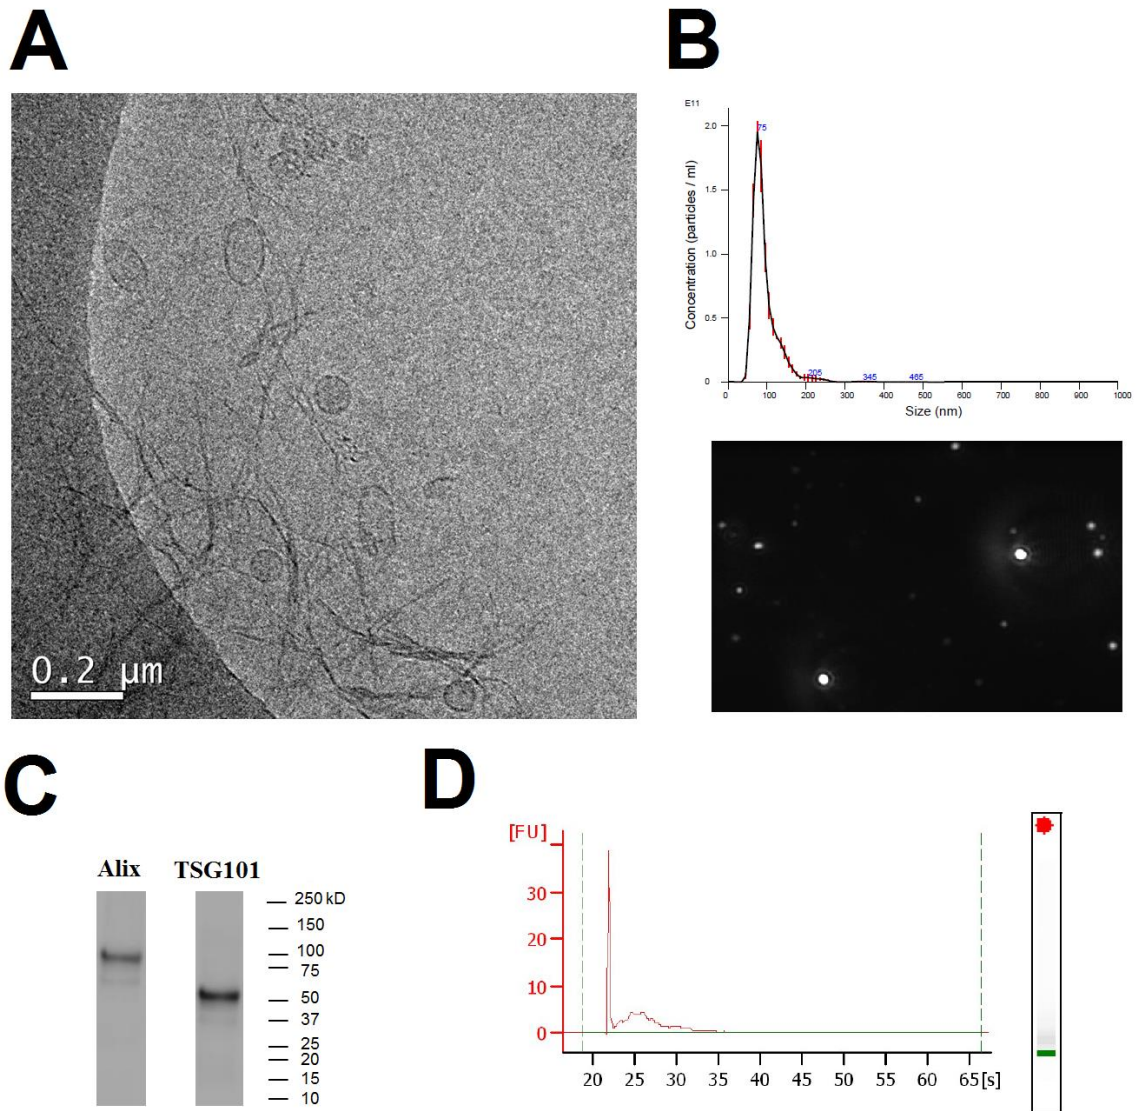 A
B
0.2 µm
E11
Concentration (particles / ml)
2.0
1.5
1.0
0.5
0
75
205
345
465
0 100 200 300 400 500 600 700 800 900 1000
Size (nm)
C
Alix TSG101
250 kD
150
100
75
50
37
25
20
15
10
D
[FU]
30
20
10
0
20 25 30 35 40 45 50 55 60 65 [s]